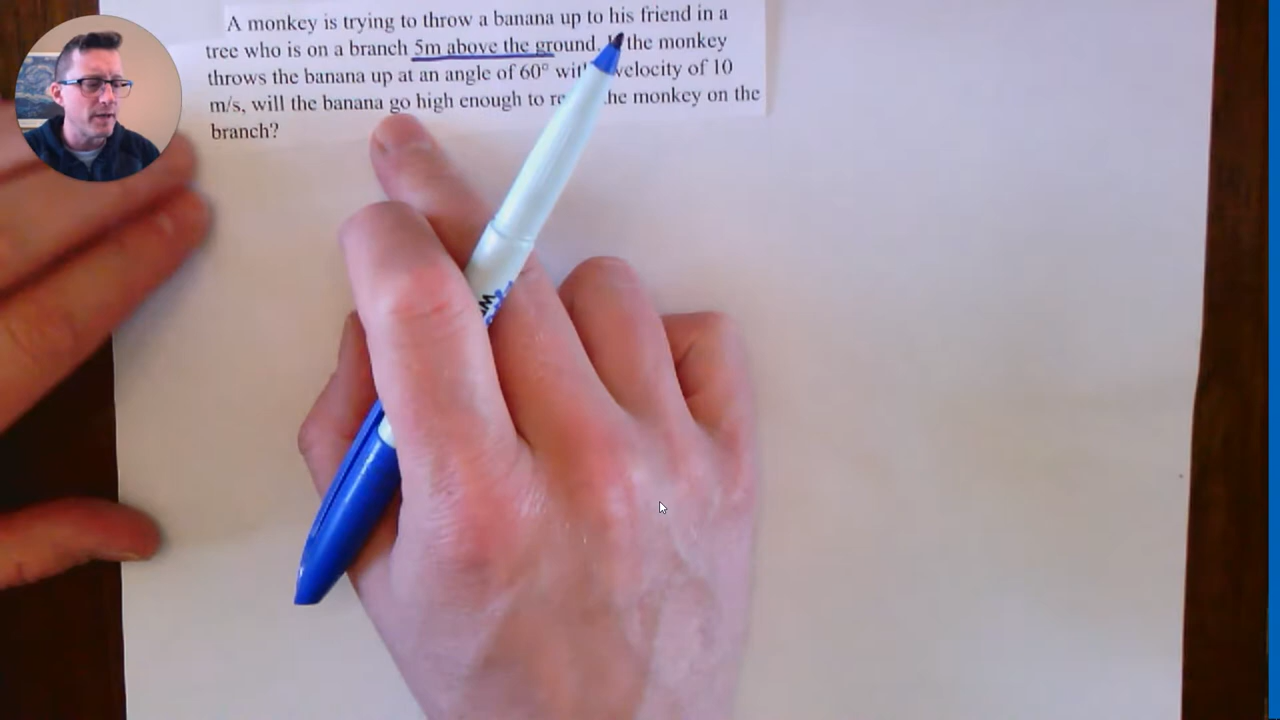 A monkey is trying to throw a banana up to his friend in a
tree who is on a branch 5m above the ground. the monkey
throws the banana up at an angle of 60° velocity of 10
m/s, will the banana go high enough to monkey on the
branch?